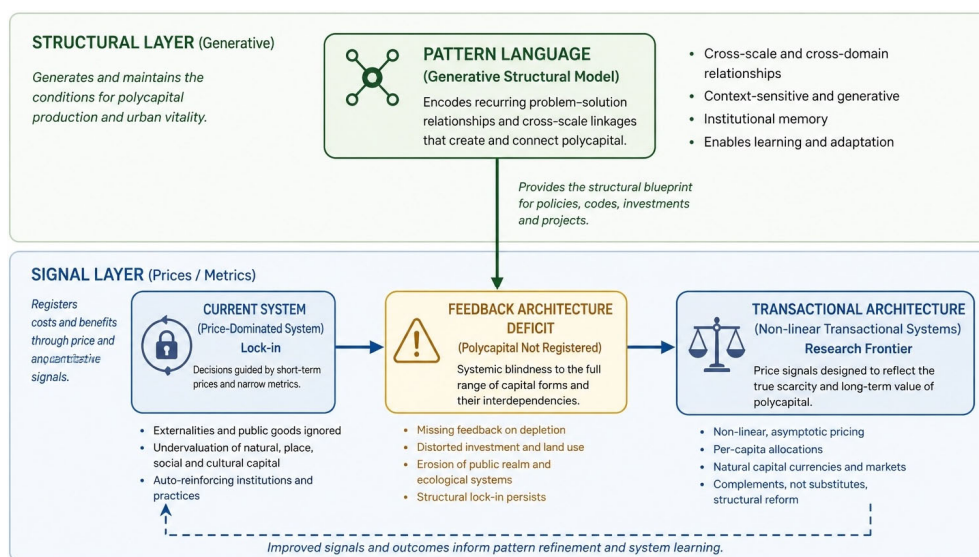 STRUCTURAL LAYER (Generative)
Generates and maintains the
conditions for polycapital
production and urban vitality.
PATTERN LANGUAGE
(Generative Structural Model)
Encodes recurring problem–solution
relationships and cross-scale linkages
that create and connect polycapital.
• Cross-scale and cross-domain
relationships
• Context-sensitive and generative
• Institutional memory
• Enables learning and adaptation
Provides the structural blueprint
for policies, codes, investments
and projects.
SIGNAL LAYER (Prices / Metrics)
Registers
costs and benefits
through price and
signals.
CURRENT SYSTEM
(Price-Dominated System)
Lock-in
Decisions guided by short-term
prices and narrow metrics.
• Externalities and public goods ignored
• Undervaluation of natural, place,
social and cultural capital
• Auto-reinforcing institutions and
practices
FEEDBACK ARCHITECTURE
DEFICIT
(Polycapital Not Registered)
Systemic blindness to the full
range of capital forms and
their interdependencies.
• Missing feedback on depletion
• Distorted investment and land use
• Erosion of public realm and
ecological systems
• Structural lock-in persists
TRANSACTIONAL ARCHITECTURE
(Non-linear Transactional Systems)
Research Frontier
Price signals designed to reflect the
true scarcity and long-term value of
polycapital.
• Non-linear, asymptotic pricing
• Per-capita allocations
• Natural capital currencies and markets
• Complements, not substitutes,
structural reform
Improved signals and outcomes inform pattern refinement and system learning.